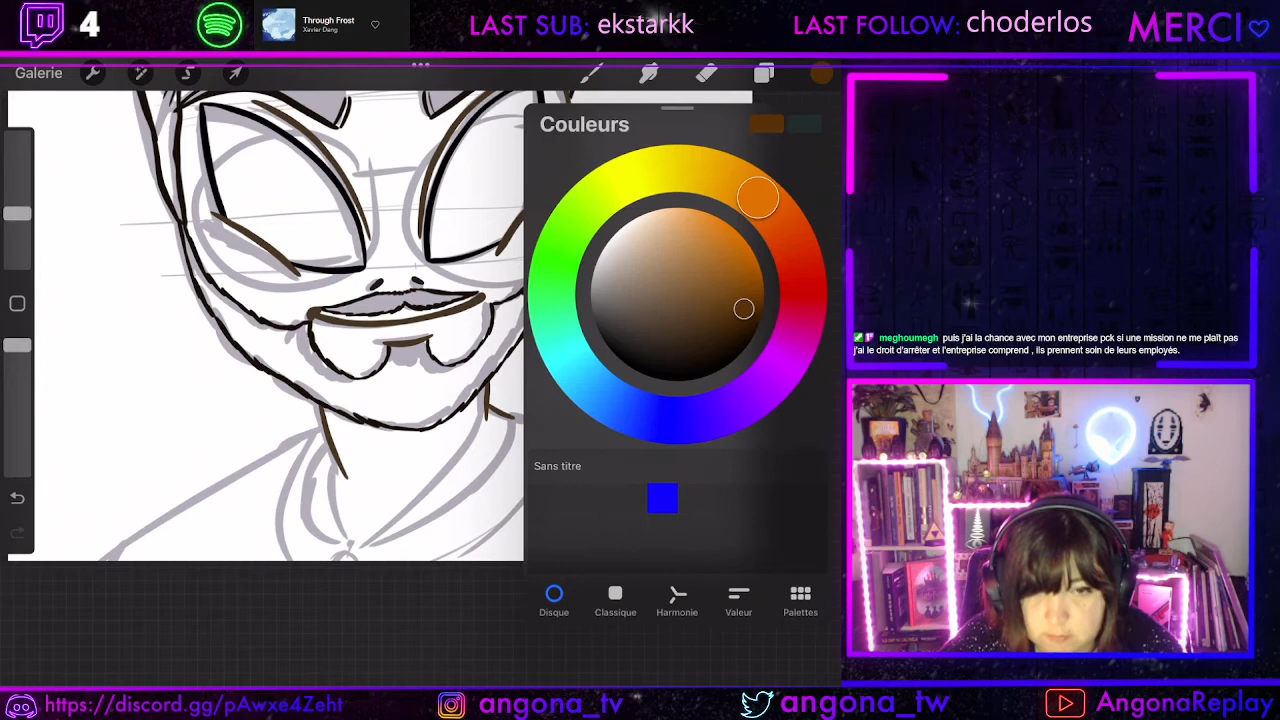 4
Through Frost
Xavier Dang
LAST SUB: ekstarkk
LAST FOLLOW: choderlos
MERCI
Galerie
Couleurs
meghoumegh puis j'ai la chance avec mon entreprise pck si une mission ne me plaît pas
j'ai le droit d'arrêter et l'entreprise comprend , ils prennent soin de leurs employés.
Sans titre
Disque
Classique
Harmonie
Valeur
Palettes
https://discord.gg/pAwxe4Zeht
angona_tv
angona_tw
AngonaReplay